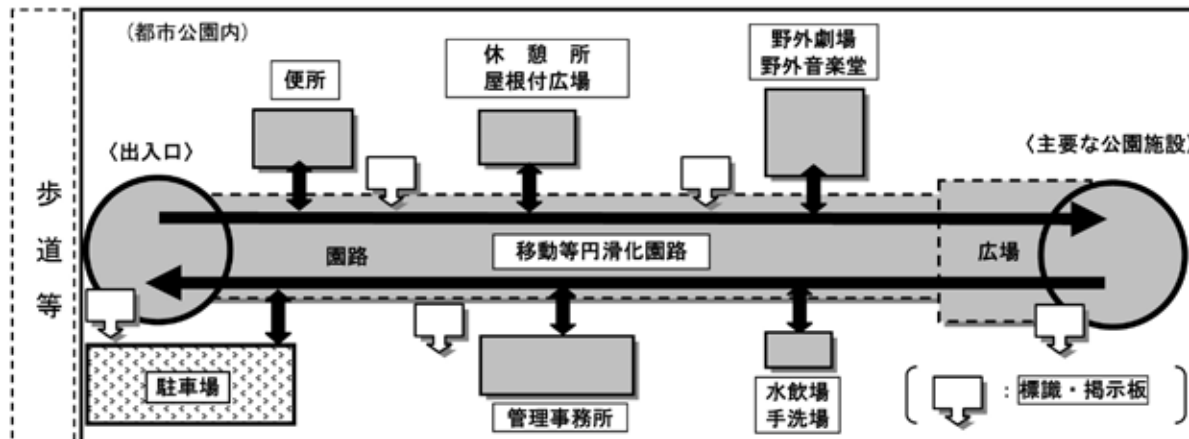 (都市公園内)
便所
休憩所
屋根付広場
野外劇場
野外音楽堂
〈出入口〉
〈主要な公園施設〉
歩道等
園路
移動等円滑化園路
広場
駐車場
管理事務所
水飲場
手洗場
：標識・掲示板